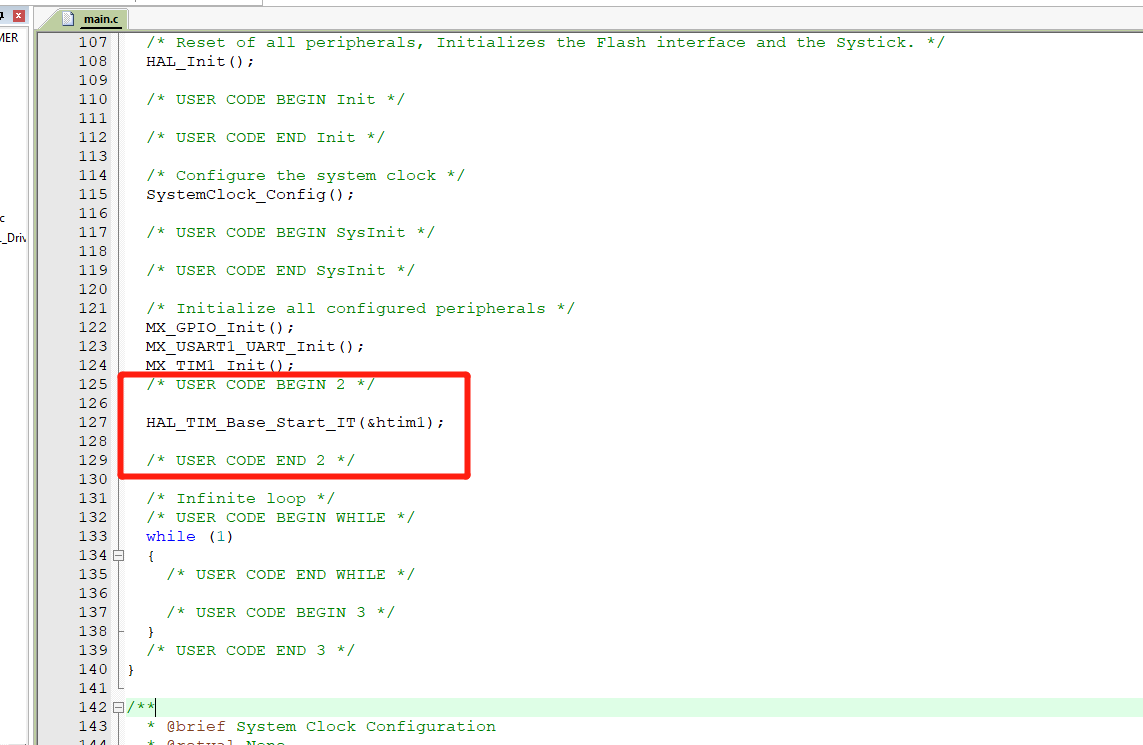 main.c
MER
c
_Driv
107 /* Reset of all peripherals, Initializes the Flash interface and the Systick. */
108 HAL_Init();
109
110 /* USER CODE BEGIN Init */
111
112 /* USER CODE END Init */
113
114 /* Configure the system clock */
115 SystemClock_Config();
116
117 /* USER CODE BEGIN SysInit */
118
119 /* USER CODE END SysInit */
120
121 /* Initialize all configured peripherals */
122 MX_GPIO_Init();
123 MX_USART1_UART_Init();
124 MX_TIM1_Init();
125 /* USER CODE BEGIN 2 */
126
127 HAL_TIM_Base_Start_IT(&htim1);
128
129 /* USER CODE END 2 */
130
131 /* Infinite loop */
132 /* USER CODE BEGIN WHILE */
133 while (1)
134 {
135 /* USER CODE END WHILE */
136
137 /* USER CODE BEGIN 3 */
138 }
139 /* USER CODE END 3 */
140 }
141
142 /**
143 * @brief System Clock Configuration
144 * @retval None